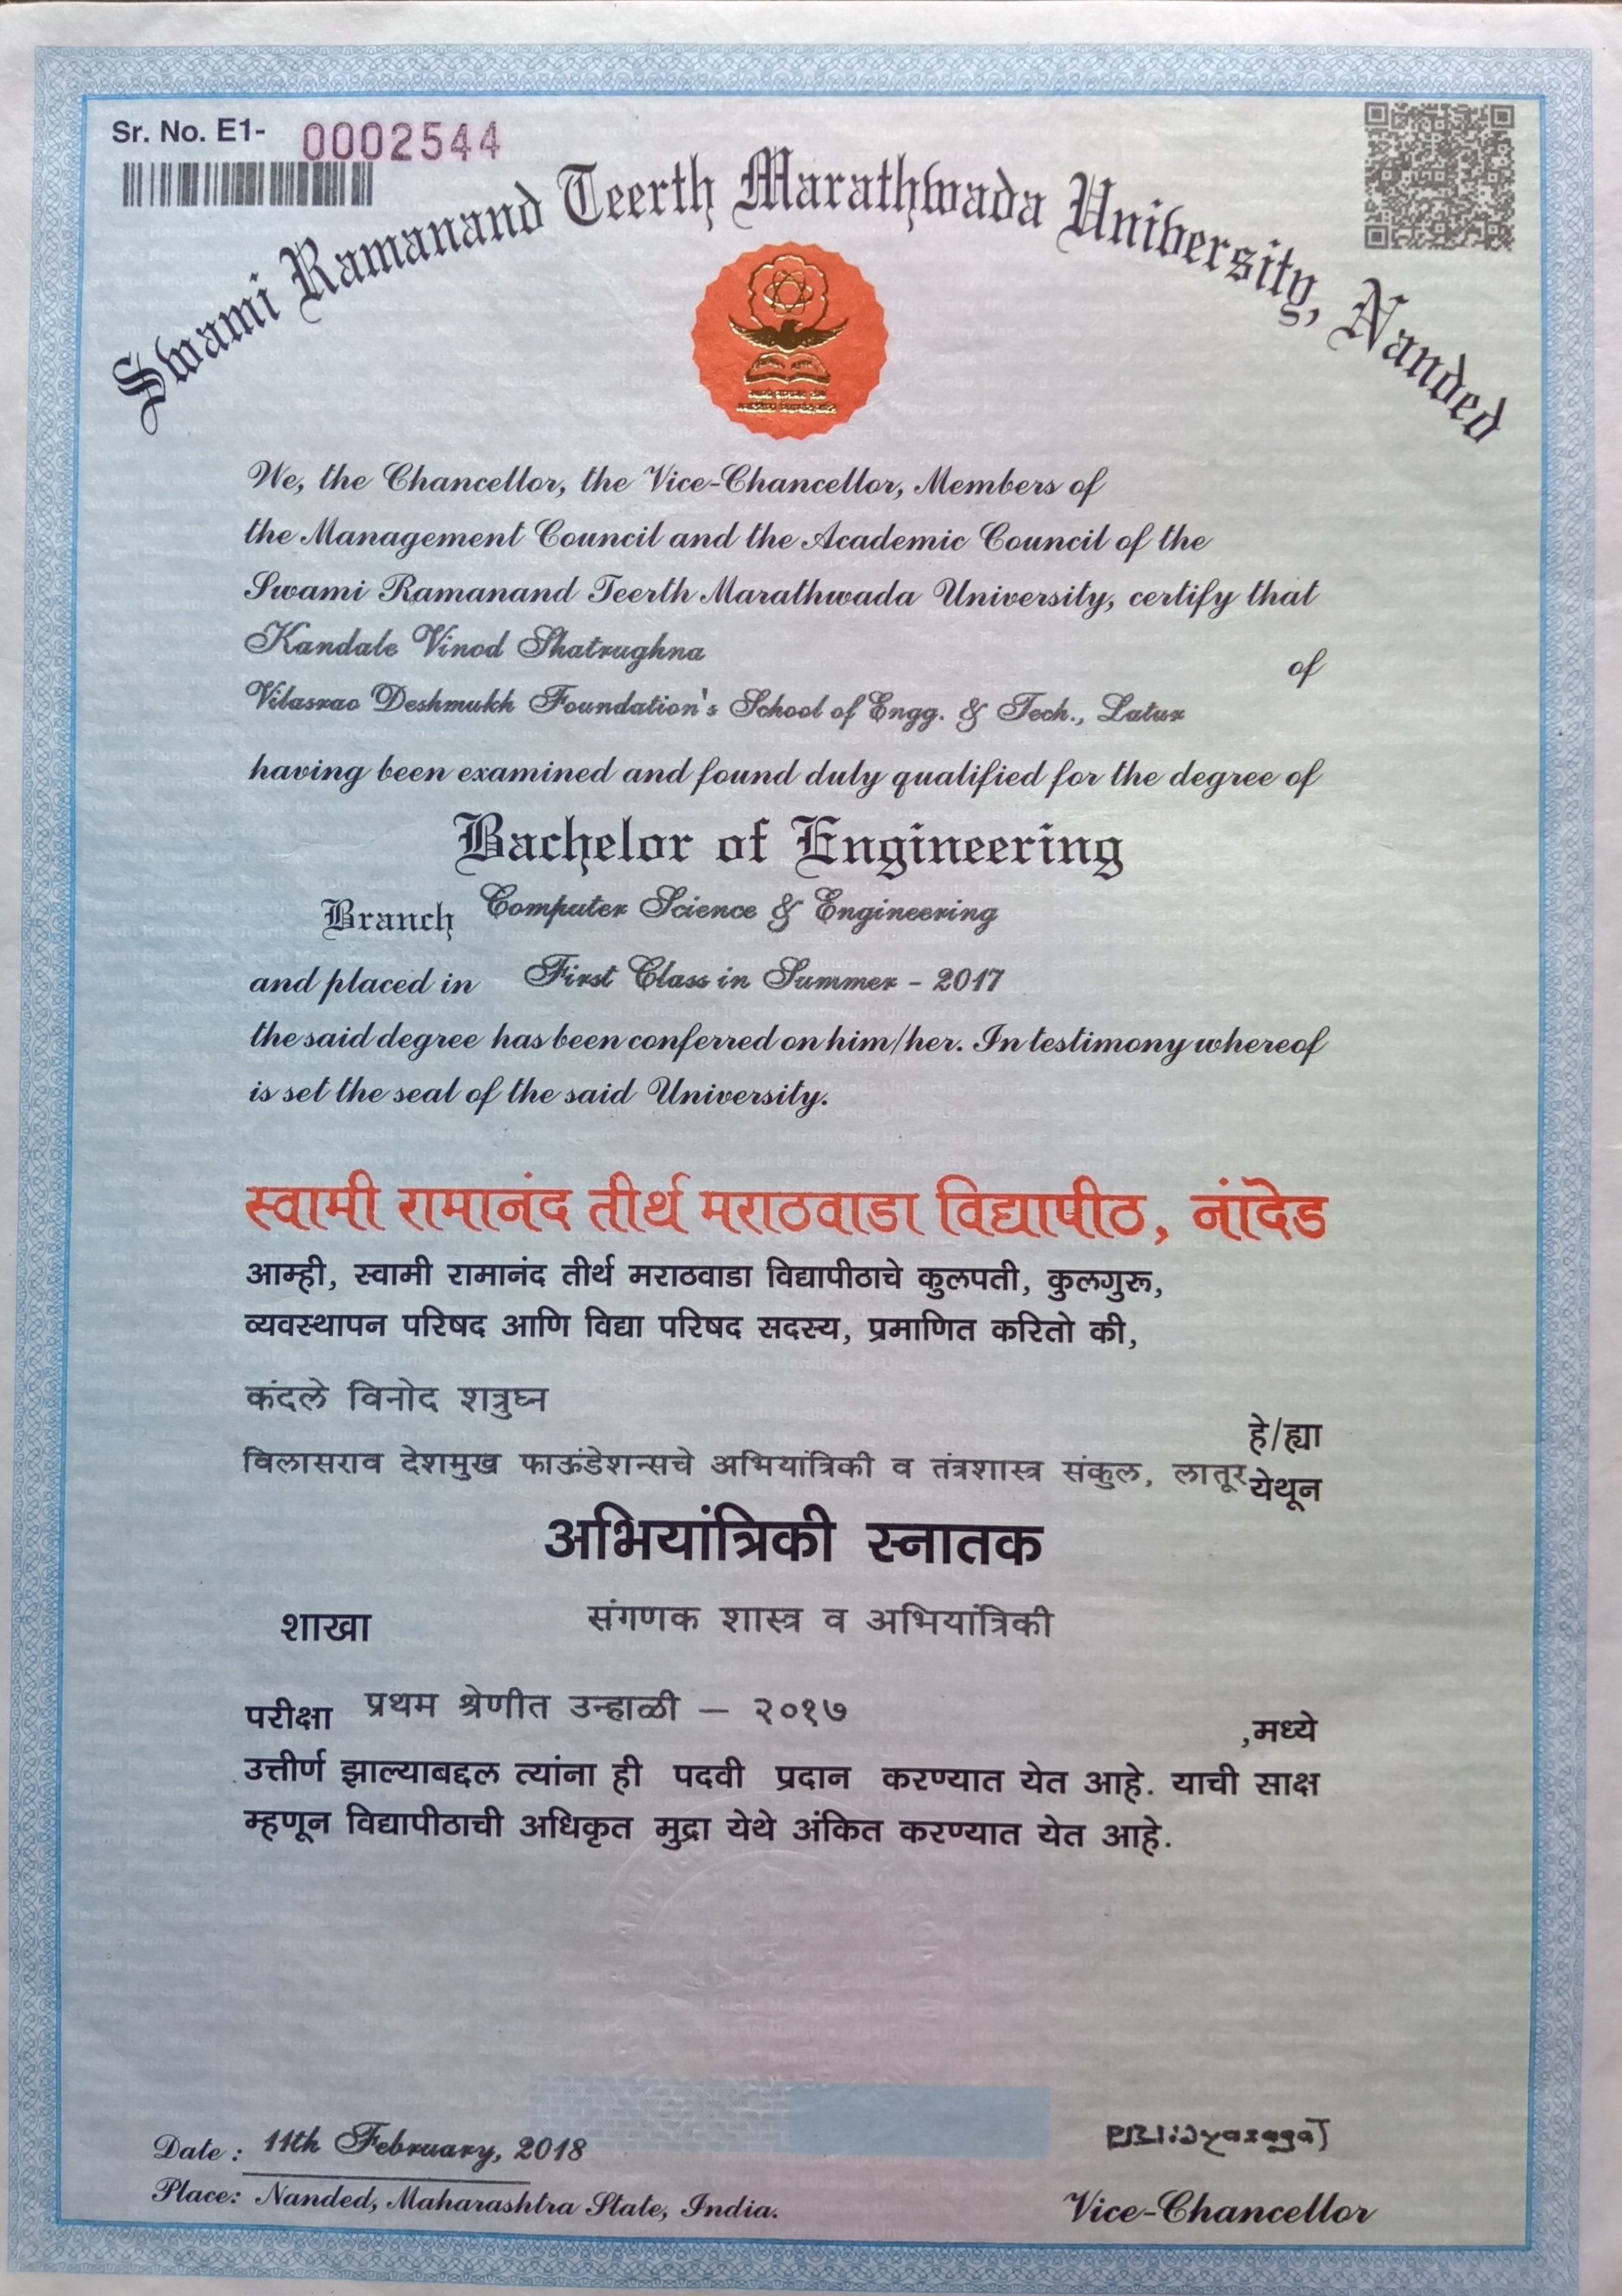 Sr. No. E1- 0002544
Swami Ramanand Teerth Marathwada University, Nanded
We, the Chancellor, the Vice-Chancellor, Members of
the Management Council and the Academic Council of the
Swami Ramanand Teerth Marathwada University, certify that
Kandale Vinod Shatrughna
of
Vilasrao Deshmukh Foundation's School of Engg. & Tech., Latur
having been examined and found duly qualified for the degree of
Bachelor of Engineering
Branch Computer Science & Engineering
and placed in First Class in Summer - 2017
the said degree has been conferred on him/her. In testimony whereof
is set the seal of the said University.
स्वामी रामानंद तीर्थ मराठवाडा विद्यापीठ, नांदेड
आम्ही, स्वामी रामानंद तीर्थ मराठवाडा विद्यापीठाचे कुलपती, कुलगुरू,
व्यवस्थापन परिषद आणि विद्या परिषद सदस्य, प्रमाणित करितो की,
कंदले विनोद शत्रुघ्न
हे/ह्या
विलासराव देशमुख फाऊंडेशन्सचे अभियांत्रिकी व तंत्रशास्त्र संकुल, लातूर येथून
अभियांत्रिकी स्नातक
शाखा संगणक शास्त्र व अभियांत्रिकी
परीक्षा प्रथम श्रेणीत उन्हाळी – २०१७ ,मध्ये
उत्तीर्ण झाल्याबद्दल त्यांना ही पदवी प्रदान करण्यात येत आहे. याची साक्ष
म्हणून विद्यापीठाची अधिकृत मुद्रा येथे अंकित करण्यात येत आहे.
Date : 11th February, 2018
Place: Nanded, Maharashtra State, India.
Vice-Chancellor